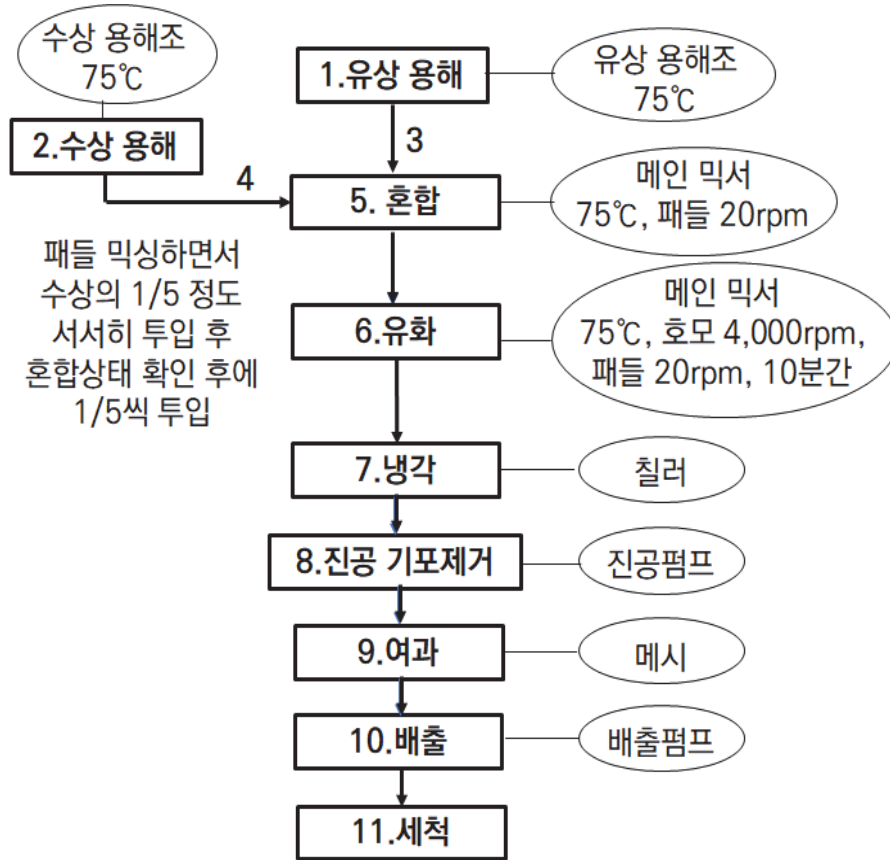 수상 용해조
75℃
1.유상 용해
유상 용해조
75℃
2.수상 용해
3
4
5. 혼합
메인 믹서
75℃, 패들 20rpm
패들 믹싱하면서
수상의 1/5 정도
서서히 투입 후
혼합상태 확인 후에
1/5씩 투입
6.유화
메인 믹서
75℃, 호모 4,000rpm,
패들 20rpm, 10분간
7.냉각
칠러
8.진공 기포제거
진공펌프
9.여과
메시
10.배출
배출펌프
11.세척